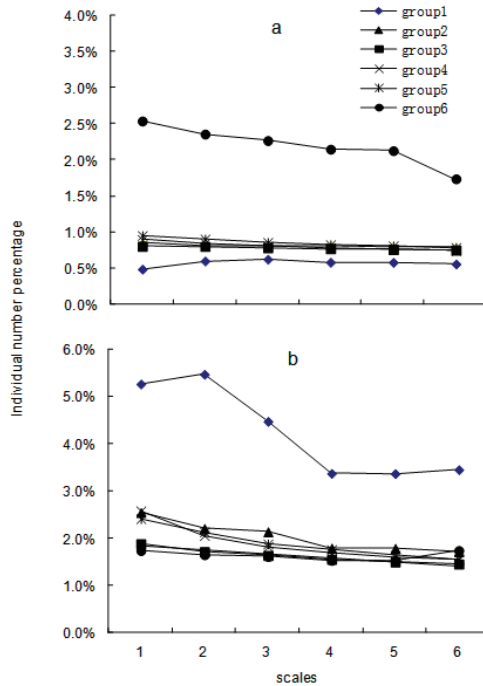 a
group1
group2
group3
group4
group5
group6
4.0%
3.5%
3.0%
2.5%
2.0%
1.5%
1.0%
0.5%
0.0%
Individual number percentage
b
6.0%
5.0%
4.0%
3.0%
2.0%
1.0%
0.0%
1 2 3 4 5 6
scales